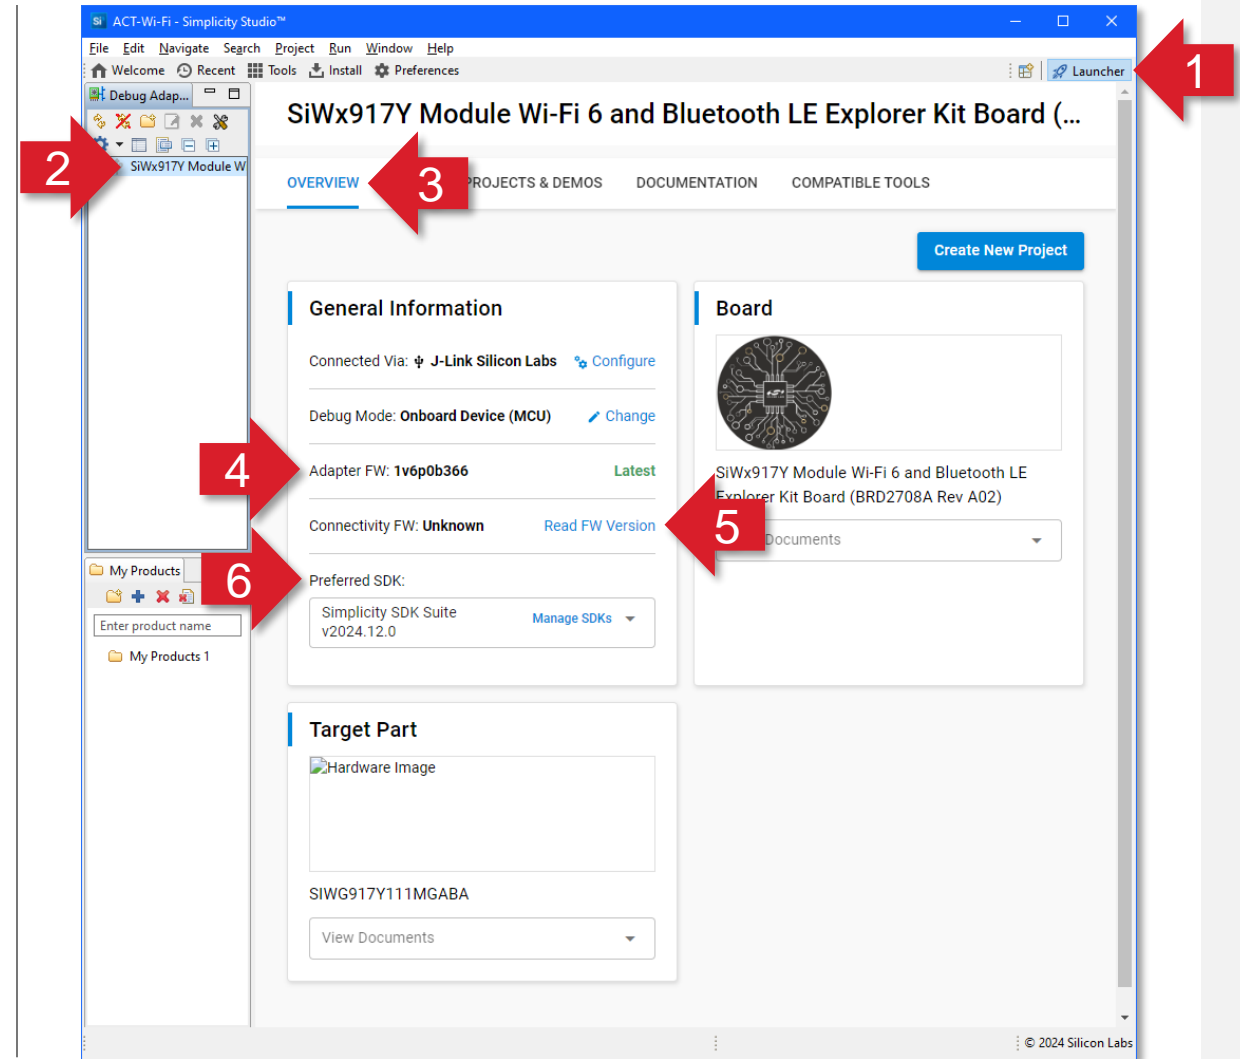 ACT-Wi-Fi - Simplicity Studio™
File Edit Navigate Search Project Run Window Help
Welcome Recent Tools Install Preferences
Launcher
1
Debug Adap...
SiWx917Y Module W
2
SiWx917Y Module Wi-Fi 6 and Bluetooth LE Explorer Kit Board (...
OVERVIEW
3
PROJECTS & DEMOS
DOCUMENTATION
COMPATIBLE TOOLS
Create New Project
General Information
Connected Via: J-Link Silicon Labs Configure
Debug Mode: Onboard Device (MCU) Change
4
Adapter FW: 1v6p0b366 Latest
Connectivity FW: Unknown Read FW Version
5
6
Preferred SDK:
Simplicity SDK Suite
v2024.12.0
Manage SDKs
Board
SiWx917Y Module Wi-Fi 6 and Bluetooth LE
Explorer Kit Board (BRD2708A Rev A02)
Documents
My Products
Enter product name
My Products 1
Target Part
Hardware Image
SIWG917Y111MGABA
View Documents
© 2024 Silicon Labs